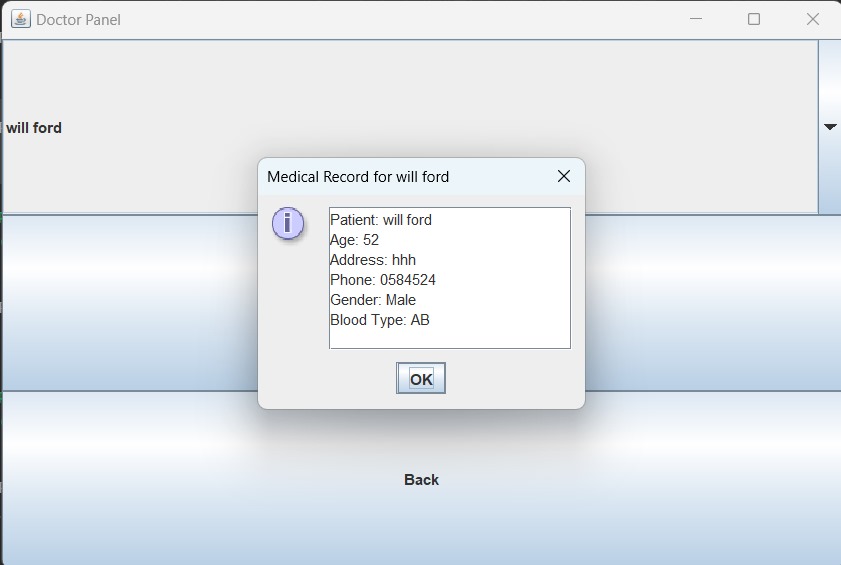 Doctor Panel
will ford
Medical Record for will ford
Patient: will ford
Age: 52
Address: hhh
Phone: 0584524
Gender: Male
Blood Type: AB
OK
Back